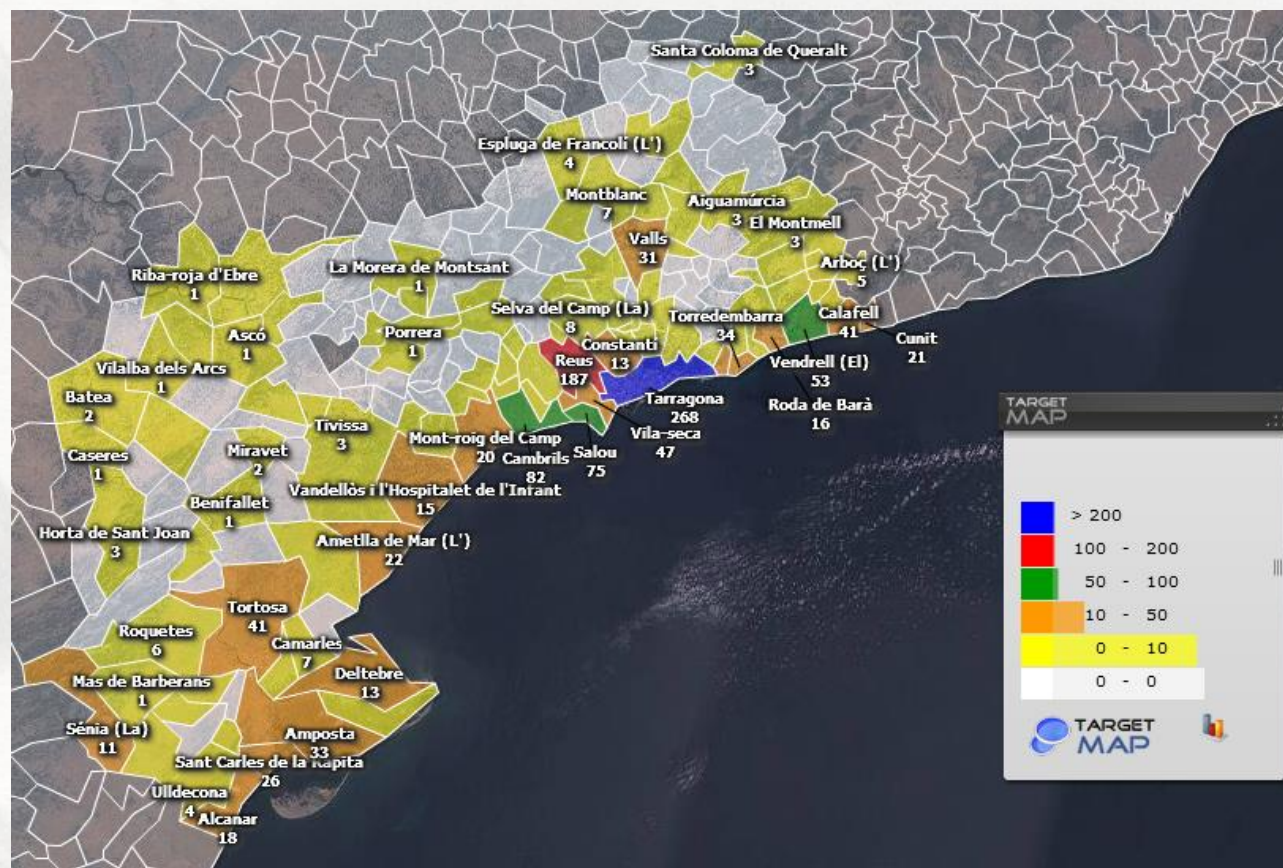 Santa Coloma de Queralt
3
Espluga de Francolí (L')
4
Montblanc
7
Aiguamúrcia
3
El Montmell
3
Valls
31
Riba-roja d'Ebre
1
La Morera de Montsant
1
Arboç (L')
5
Selva del Camp (La)
8
Torredembarra
34
Calafell
41
Cunit
21
Ascó
1
Porrera
1
Constantí
13
Reus
187
Vendrell (El)
53
Vilalba dels Arcs
1
Tarragona
268
Roda de Barà
16
Batea
2
Tivissa
3
Mont-roig del Camp
20
Cambrils
82
Salou
75
Vila-seca
47
Caseres
1
Miravet
2
Vandellòs i l'Hospitalet de l'Infant
15
Benifallet
1
Horta de Sant Joan
3
Ametlla de Mar (L')
22
Tortosa
41
Roquetes
6
Camarles
7
Deltebre
13
Mas de Barberans
1
Sénia (La)
11
Amposta
33
Sant Carles de la Ràpita
26
Ulldecona
4
Alcanar
18
TARGET
MAP
> 200
100 - 200
50 - 100
10 - 50
0 - 10
0 - 0
TARGET
MAP